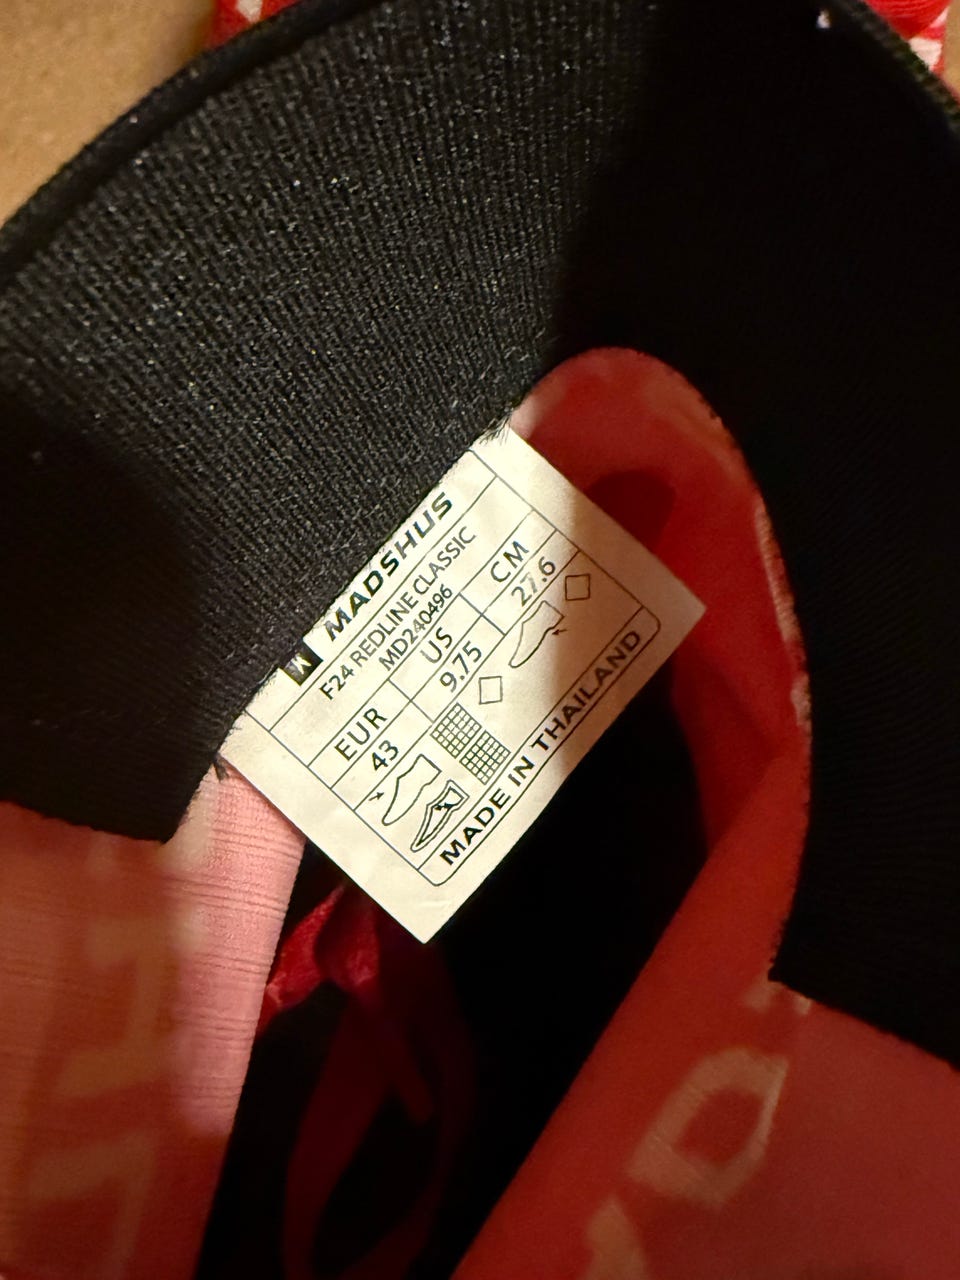 MADSHUS
F24 REDLINE CLASSIC
MD240496
EUR US CM
43 9.75 27.6
MADE IN THAILAND